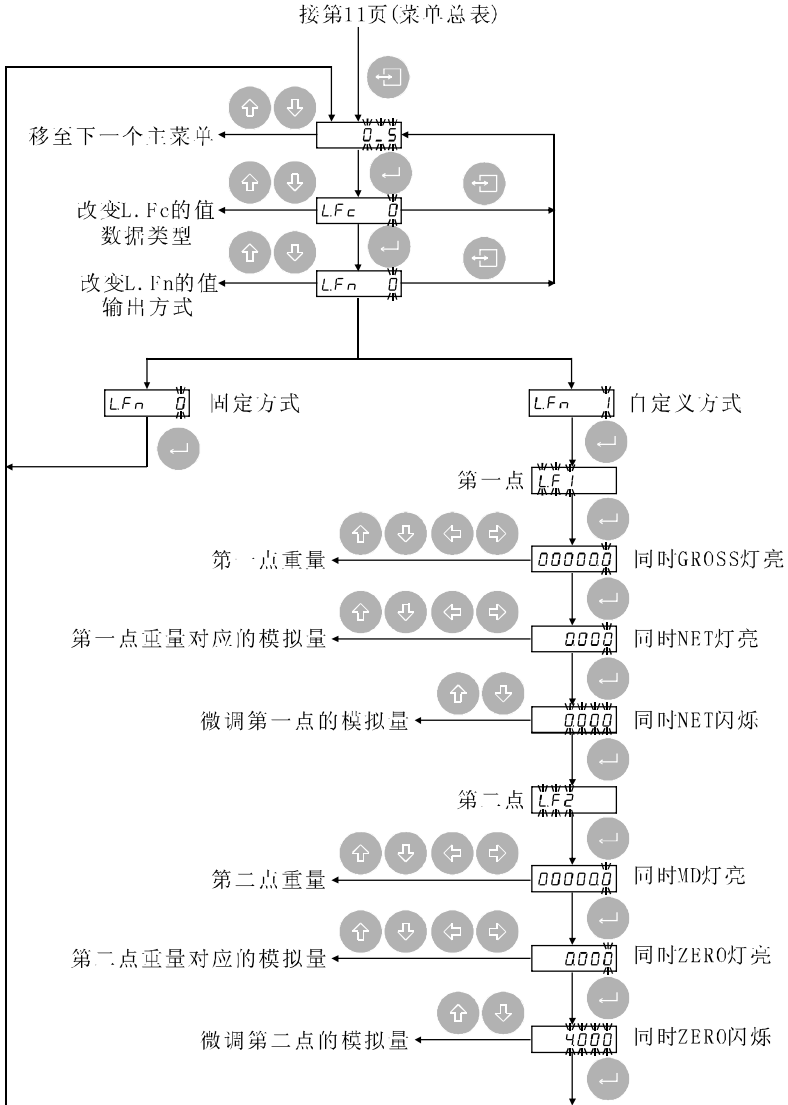 接第11页(菜单总表)
移至下一个主菜单
0_5
改变L.Fc的值
数据类型
L.Fc 0
改变L.Fn的值
输出方式
L.Fn 0
L.Fn 0
固定方式
L.Fn 1
自定义方式
第一点
L.F1
第一点重量
00000.0
同时GROSS灯亮
第一点重量对应的模拟量
0.000
同时NET灯亮
微调第一点的模拟量
0.000
同时NET闪烁
第二点
L.F2
第二点重量
00000.0
同时MD灯亮
第二点重量对应的模拟量
0.000
同时ZERO灯亮
微调第二点的模拟量
4.000
同时ZERO闪烁